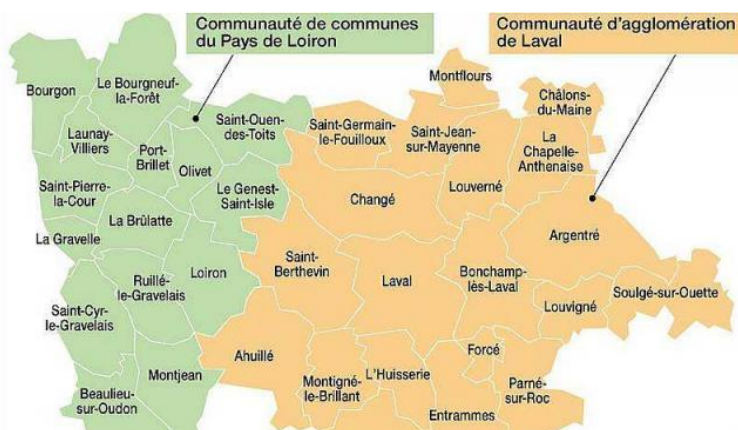 Communauté de communes
du Pays de Loiron
Communauté d'agglomération
de Laval
Bourgon
Le Bourgneuf-
la-Forêt
Launay-
Villiers
Port-
Brillet
Olivet
Saint-Ouen-
des-Toits
Saint-Pierre-
la-Cour
Le Genest-
Saint-Isle
La Brûlatte
La Gravelle
Loiron
Ruillé-
le-Gravelais
Saint-Cyr-
le-Gravelais
Montjean
Beaulieu-
sur-Oudon
Montflours
Châlons-
du-Maine
Saint-Germain-
le-Fouilloux
Saint-Jean-
sur-Mayenne
La
Chapelle-
Anthenaise
Louverné
Changé
Argentré
Saint-
Berthevin
Laval
Bonchamp-
lès-Laval
Louvigné
Soulgé-sur-Ouette
Ahuillé
Forcé
L'Huisserie
Montigné-
le-Brillant
Parné-
sur-Roc
Entrammes